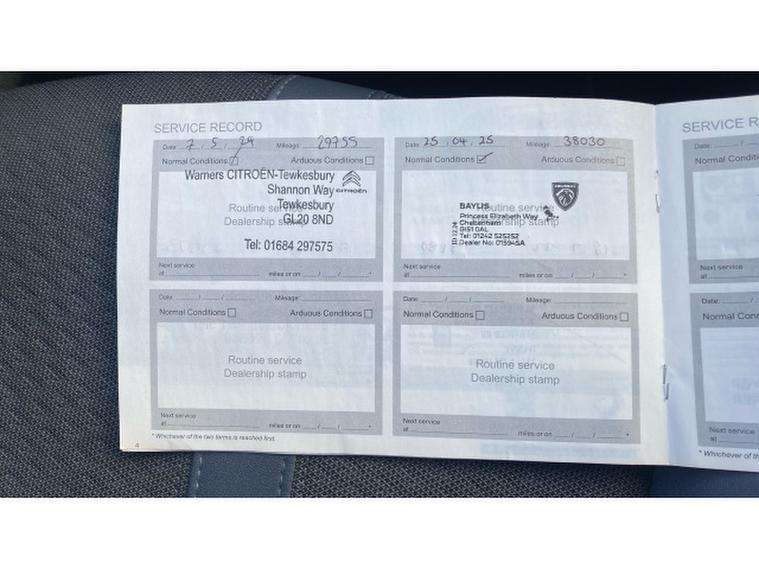 SERVICE RECORD
Date: 7 / 5 / 24 Mileage: 29755
Normal Conditions Arduous Conditions
Warners CITROËN-Tewkesbury
Shannon Way
CITROËN
Routine service
Tewkesbury
Dealership stamp
GL20 8ND
Tel: 01684 297575
Next service
at miles or on / / *
Date: 25 / 04 / 25 Mileage: 38030
Normal Conditions Arduous Conditions
PEUGEOT
BAYLIS
Routine service
Princess Elizabeth Way
Dealership stamp
Cheltenham
Gl51 0AL
Tel: 01242 525252
Dealer No: 015945A
Next service
at miles or on / / *
Date: / / Mileage:
Normal Conditions Arduous Conditions
Routine service
Dealership stamp
Next service
at miles or on / / *
Date: / / Mileage:
Normal Conditions Arduous Conditions
Routine service
Dealership stamp
Next service
at miles or on / / *
* Whichever of the two terms is reached first.
4
SERVICE R
Date: /
Normal Con
Next service
at
Date: /
Normal C
Next service
at
* Whichever of th